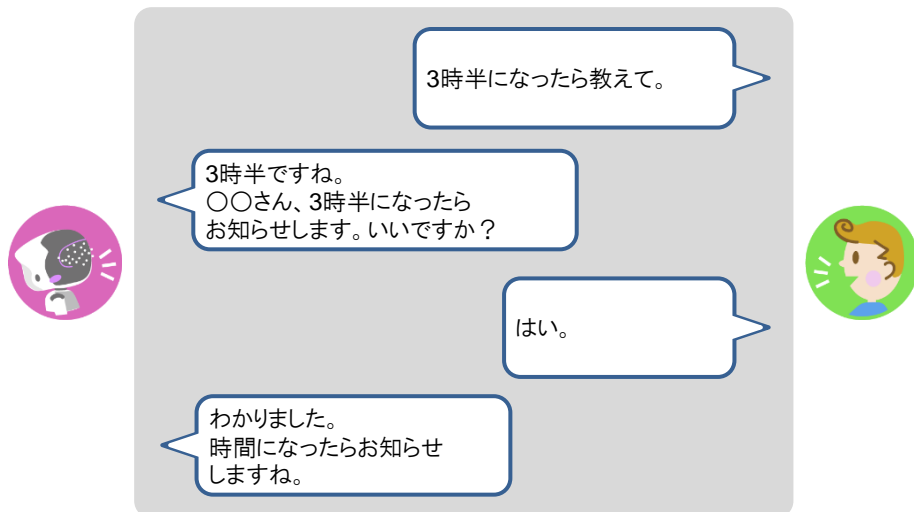 3時半になったら教えて。
3時半ですね。
〇〇さん、3時半になったら
お知らせします。いいですか？
はい。
わかりました。
時間になったらお知らせ
しますね。